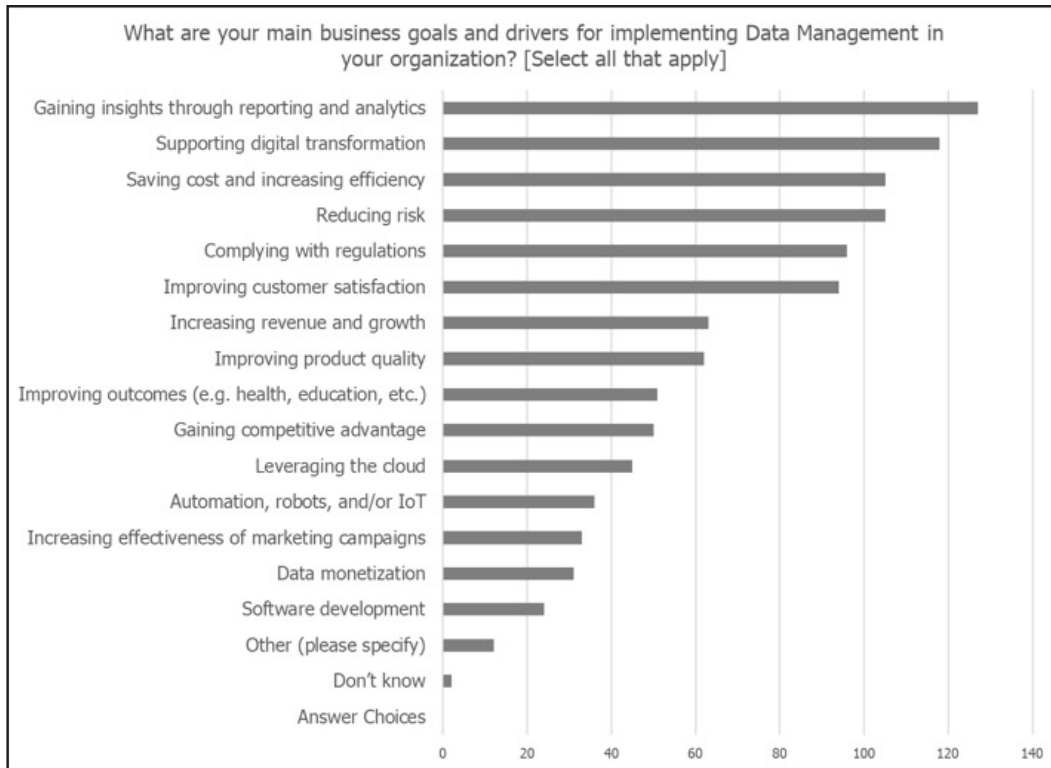 What are your main business goals and drivers for implementing Data Management in
your organization? [Select all that apply]
Gaining insights through reporting and analytics
Supporting digital transformation
Saving cost and increasing efficiency
Reducing risk
Complying with regulations
Improving customer satisfaction
Increasing revenue and growth
Improving product quality
Improving outcomes (e.g. health, education, etc.)
Gaining competitive advantage
Leveraging the cloud
Automation, robots, and/or IoT
Increasing effectiveness of marketing campaigns
Data monetization
Software development
Other (please specify)
Don’t know
Answer Choices
0 20 40 60 80 100 120 140